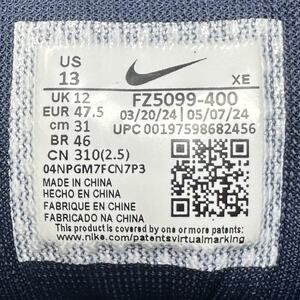 US
13
XE
UK 12
FZ5099-400
EUR 47.5
03/20/24 05/07/24
cm 31
UPC 00197598682456
BR 46
CN 310(2.5)
04NPGM7FCN7P3
MADE IN CHINA
HECHO EN CHINA
FABRIQUE EN CHINE
FABRICADO NA CHINA
This product is covered by one or more patents:
www.nike.com/patentsvirtualmarking